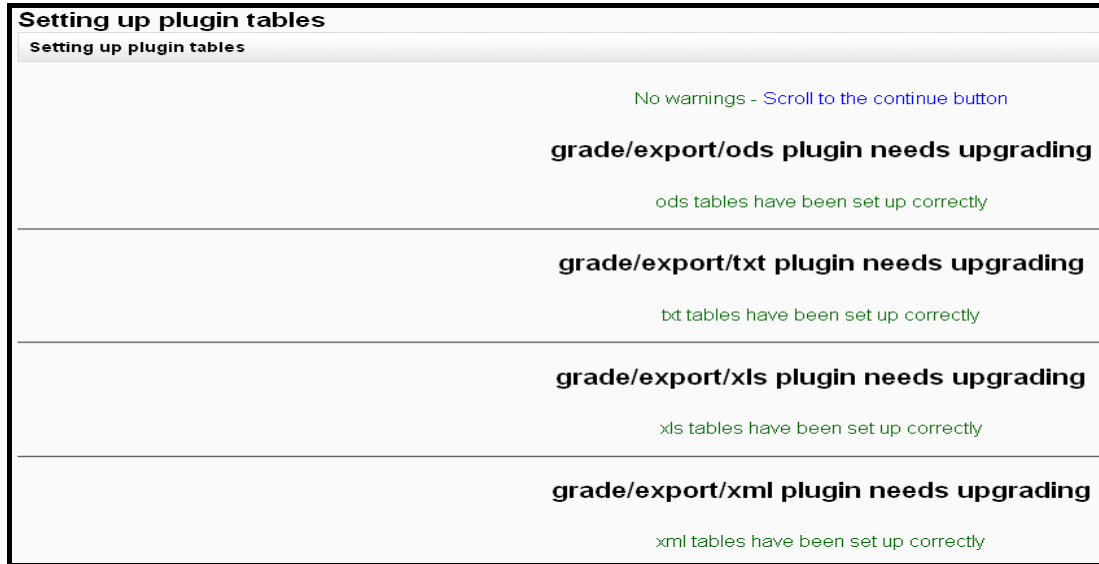 Setting up plugin tables
Setting up plugin tables
No warnings - Scroll to the continue button
grade/export/ods plugin needs upgrading
ods tables have been set up correctly
grade/export/txt plugin needs upgrading
txt tables have been set up correctly
grade/export/xls plugin needs upgrading
xls tables have been set up correctly
grade/export/xml plugin needs upgrading
xml tables have been set up correctly